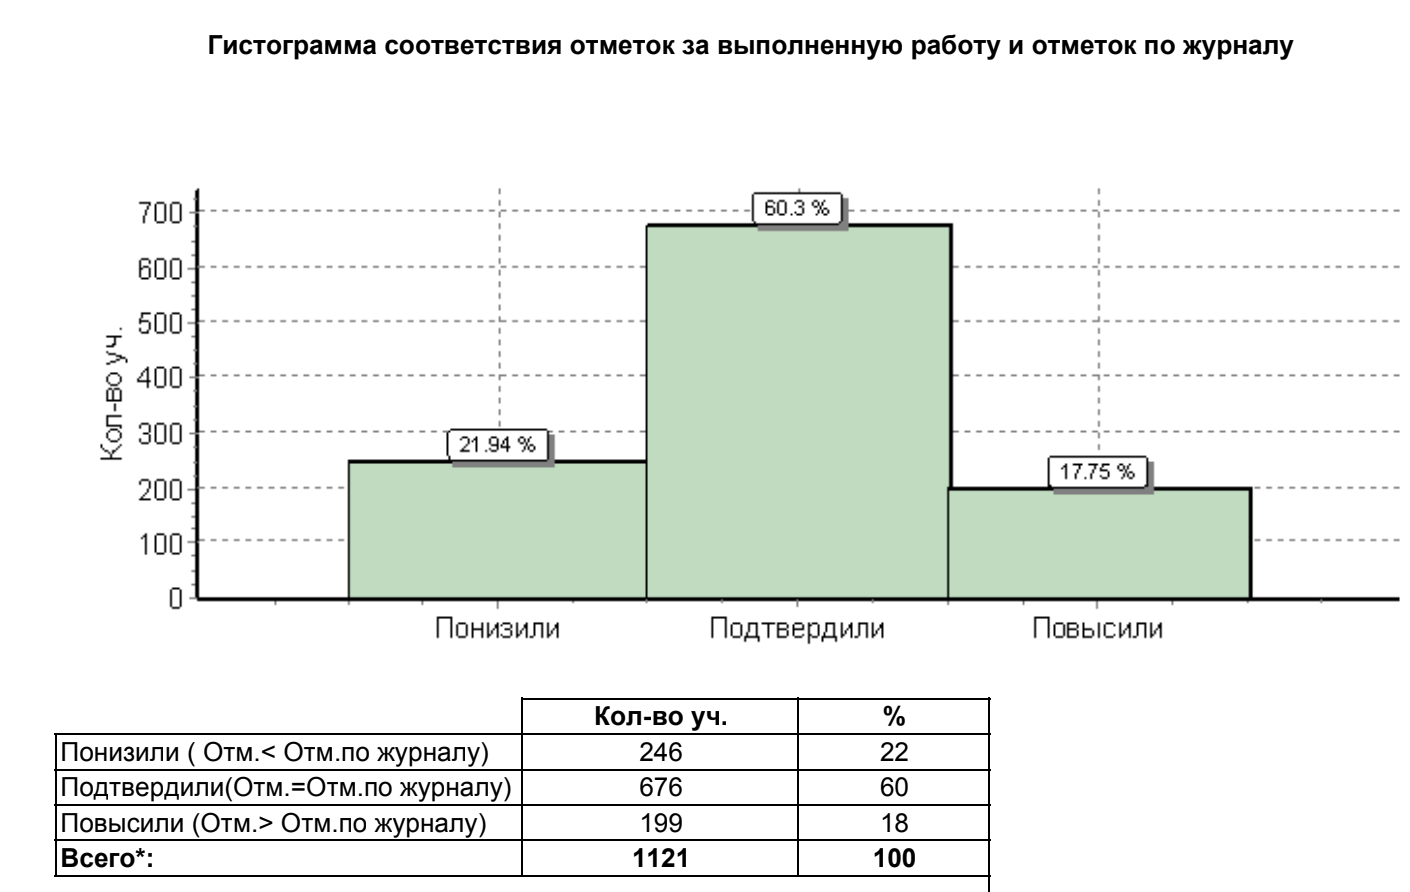 Гистограмма соответствия отметок за выполненную работу и отметок по журналу
Кол-во уч.
700
600
500
400
300
200
100
0
21.94 %
60.3 %
17.75 %
Понизили Подтвердили Повысили
Кол-во уч. %
Понизили ( Отм.< Отм.по журналу) 246 22
Подтвердили(Отм.=Отм.по журналу) 676 60
Повысили (Отм.> Отм.по журналу) 199 18
Всего*: 1121 100